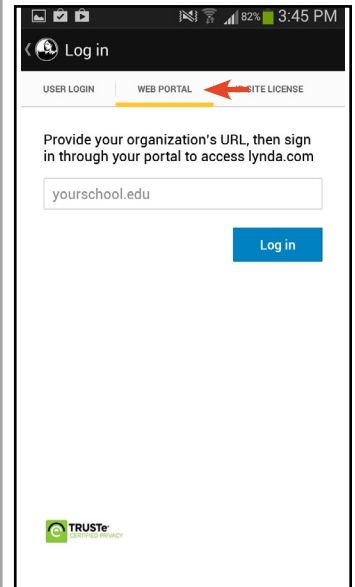 82% 3:45 PM
Log in
USER LOGIN WEB PORTAL SITE LICENSE
Provide your organization's URL, then sign
in through your portal to access lynda.com
yourschool.edu
Log in
TRUSTe
CERTIFIED PRIVACY